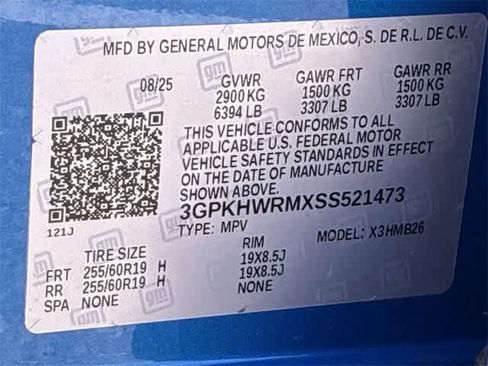 MFD BY GENERAL MOTORS DE MEXICO, S. DE R.L. DE C.V.
08/25 GVWR GAWR FRT GAWR RR
2900 KG 1500 KG 1500 KG
6394 LB 3307 LB 3307 LB
THIS VEHICLE CONFORMS TO ALL
APPLICABLE U.S. FEDERAL MOTOR
VEHICLE SAFETY STANDARDS IN EFFECT
ON THE DATE OF MANUFACTURE
SHOWN ABOVE.
3GPKHWRMXSS521473
121J TYPE: MPV MODEL: X3HMB26
TIRE SIZE RIM
FRT 255/60R19 H 19X8.5J
RR 255/60R19 H 19X8.5J
SPA NONE NONE
gm